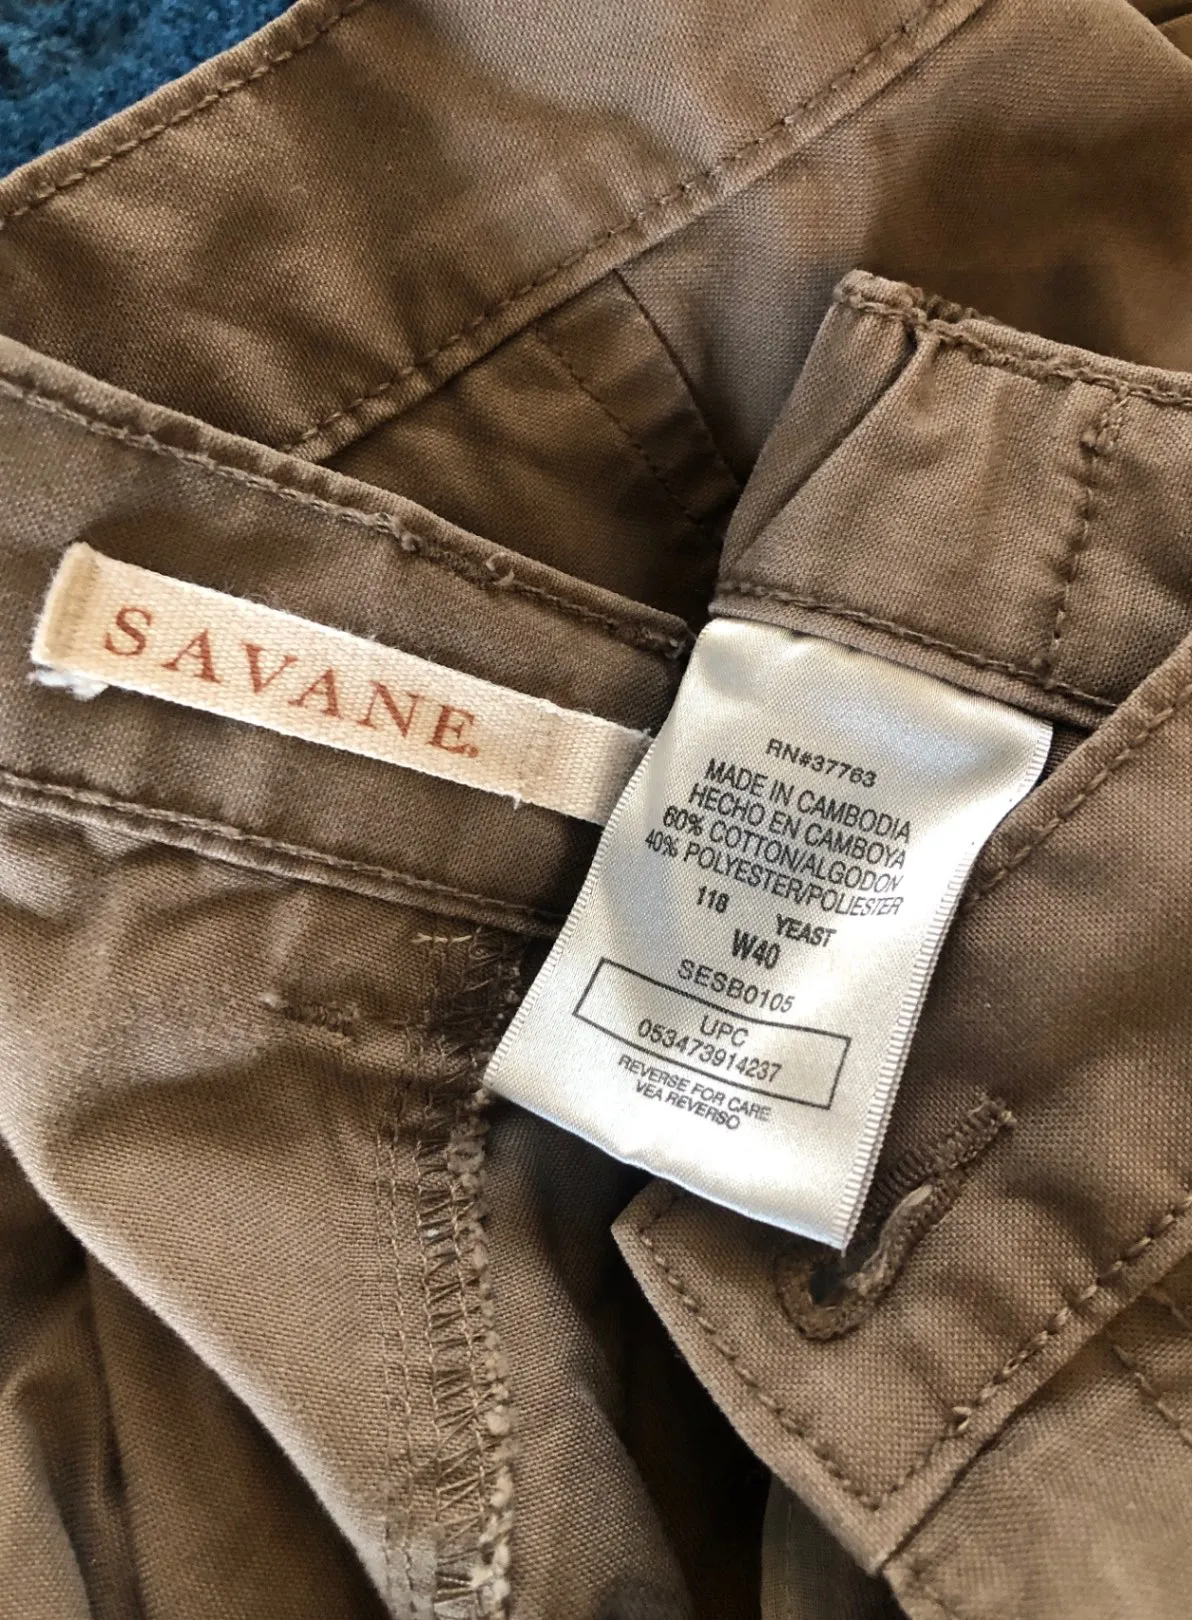 SAVANE.
RN#37763
MADE IN CAMBODIA
HECHO EN CAMBOYA
60% COTTON/ALGODON
40% POLYESTER/POLIESTER
118 YEAST
W40
SESB0105
UPC
053473914237
REVERSE FOR CARE
VEA REVERSO